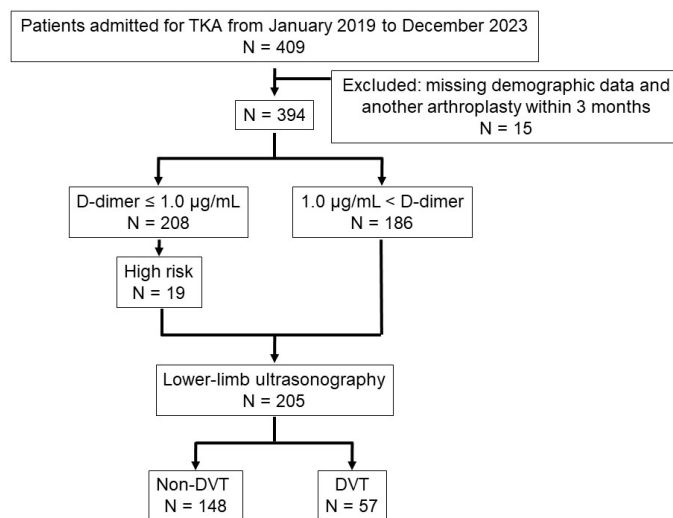 Patients admitted for TKA from January 2019 to December 2023
N = 409
Excluded: missing demographic data and
another arthroplasty within 3 months
N = 15
N = 394
D-dimer ≤ 1.0 μg/mL
N = 208
1.0 μg/mL < D-dimer
N = 186
High risk
N = 19
Lower-limb ultrasonography
N = 205
Non-DVT
N = 148
DVT
N = 57